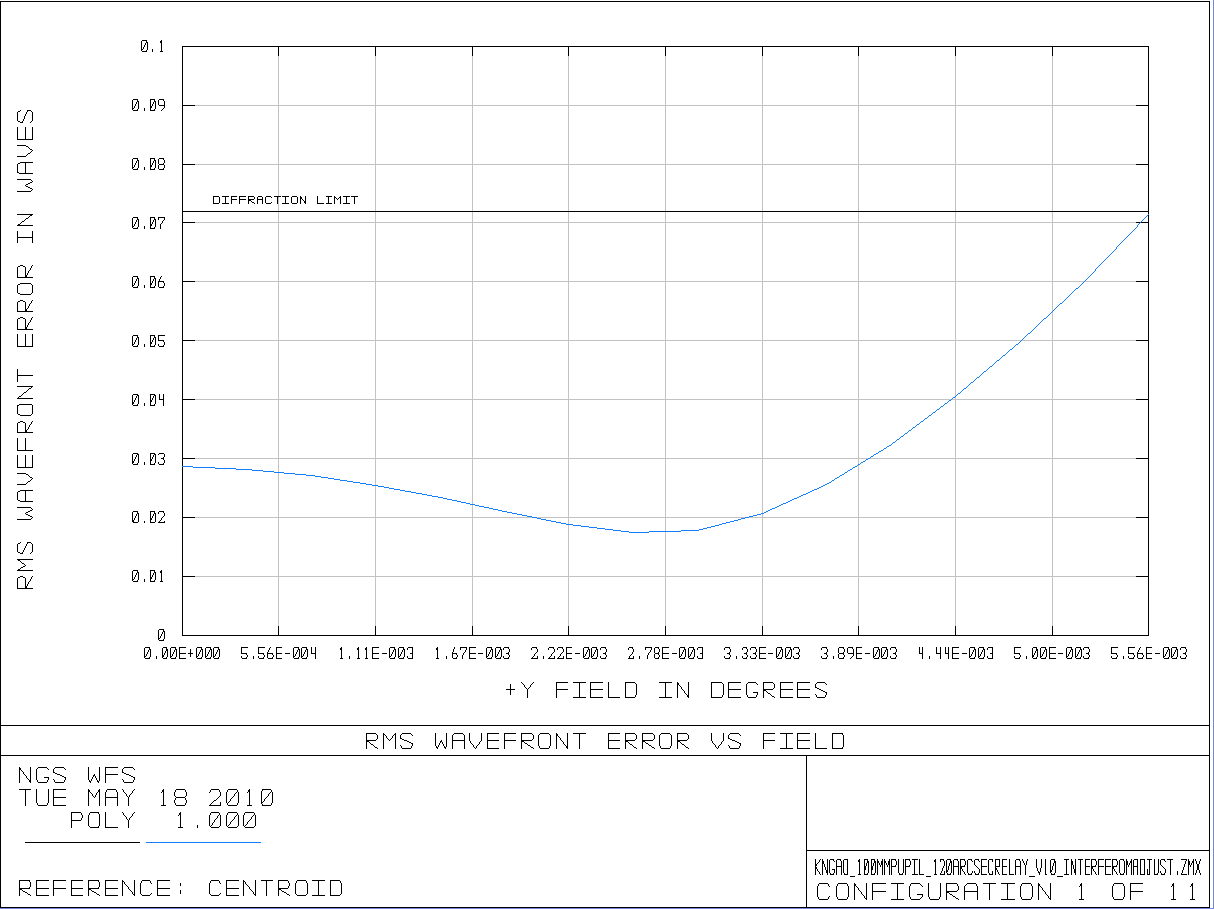 0.1
0.09
0.08
DIFFRACTION LIMIT
0.07
0.06
0.05
0.04
0.03
0.02
0.01
0
RMS WAVEFRONT ERROR IN WAVES
0.00E+000 5.56E-004 1.11E-003 1.67E-003 2.22E-003 2.78E-003 3.33E-003 3.89E-003 4.44E-003 5.00E-003 5.56E-003
+Y FIELD IN DEGREES
RMS WAVEFRONT ERROR VS FIELD
NGS WFS
TUE MAY 18 2010
POLY 1.000
REFERENCE: CENTROID
KNGAO_100MMPUPIL_120ARCSECRELAY_V10_INTERFEROMADJUST.ZMX
CONFIGURATION 1 OF 11